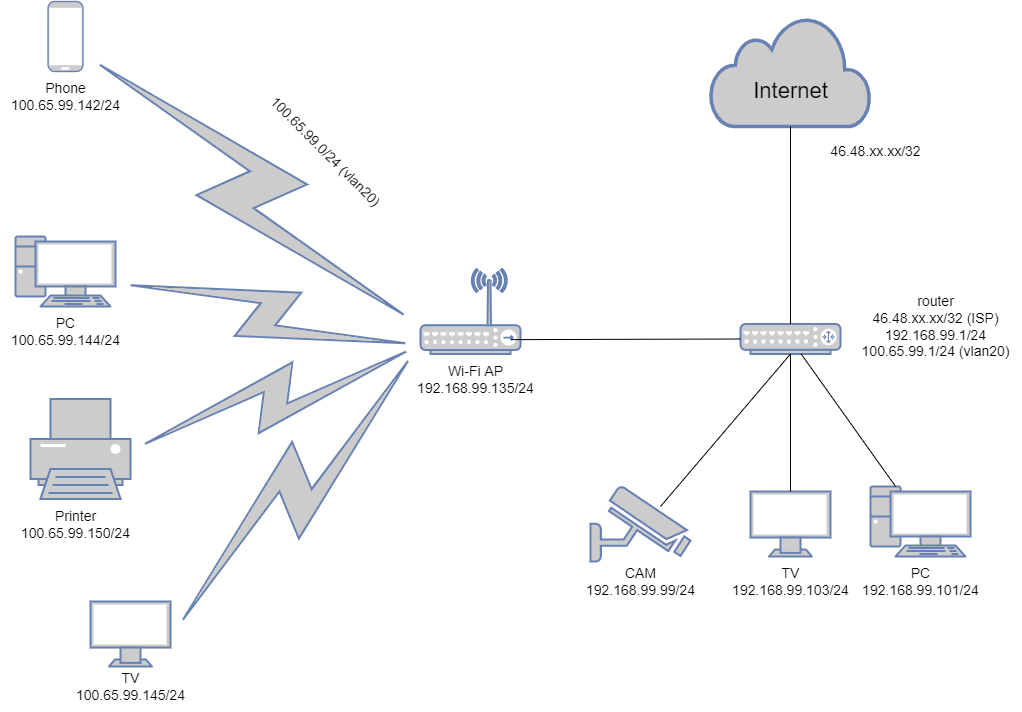 Phone
100.65.99.142/24
100.65.99.0/24 (vlan20)
Internet
46.48.xx.xx/32
PC
100.65.99.144/24
router
46.48.xx.xx/32 (ISP)
192.168.99.1/24
100.65.99.1/24 (vlan20)
Wi-Fi AP
192.168.99.135/24
Printer
100.65.99.150/24
CAM
192.168.99.99/24
TV
192.168.99.103/24
PC
192.168.99.101/24
TV
100.65.99.145/24